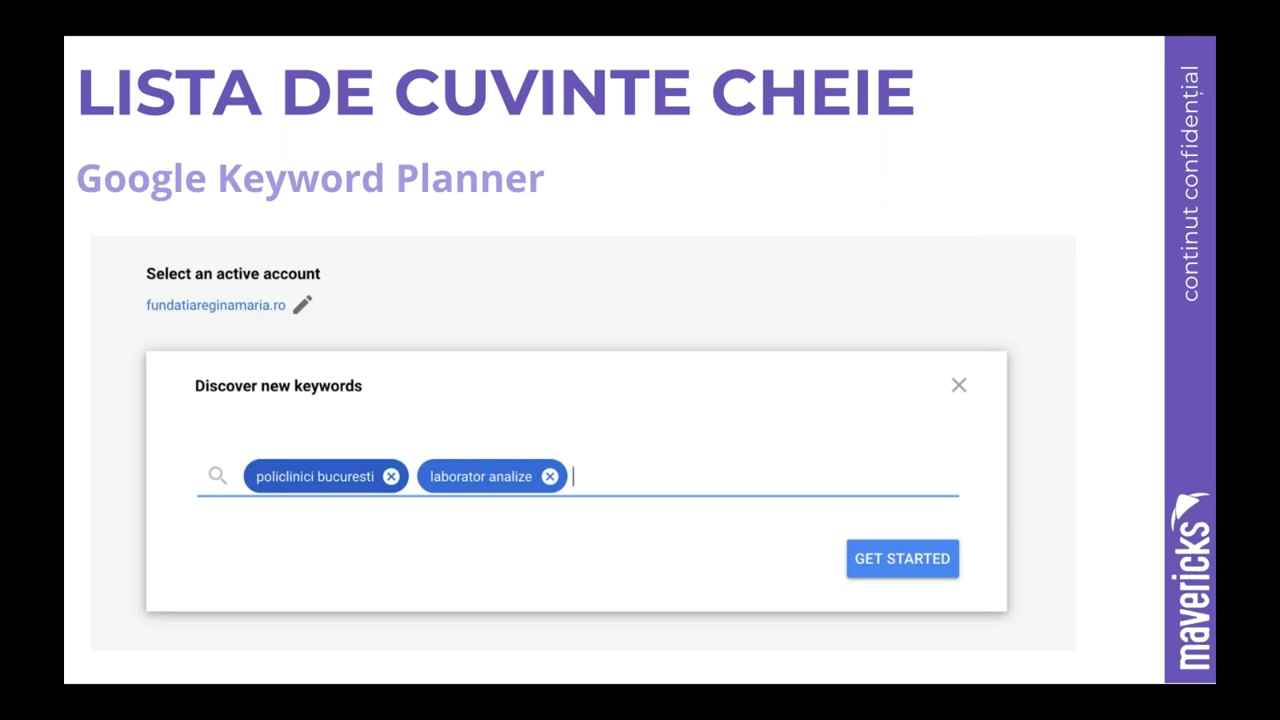 LISTA DE CUVINTE CHEIE
Google Keyword Planner
Select an active account
fundatiareginamaria.ro
Discover new keywords
policlinici bucuresti laborator analize
GET STARTED
continut confidențial
mavericks